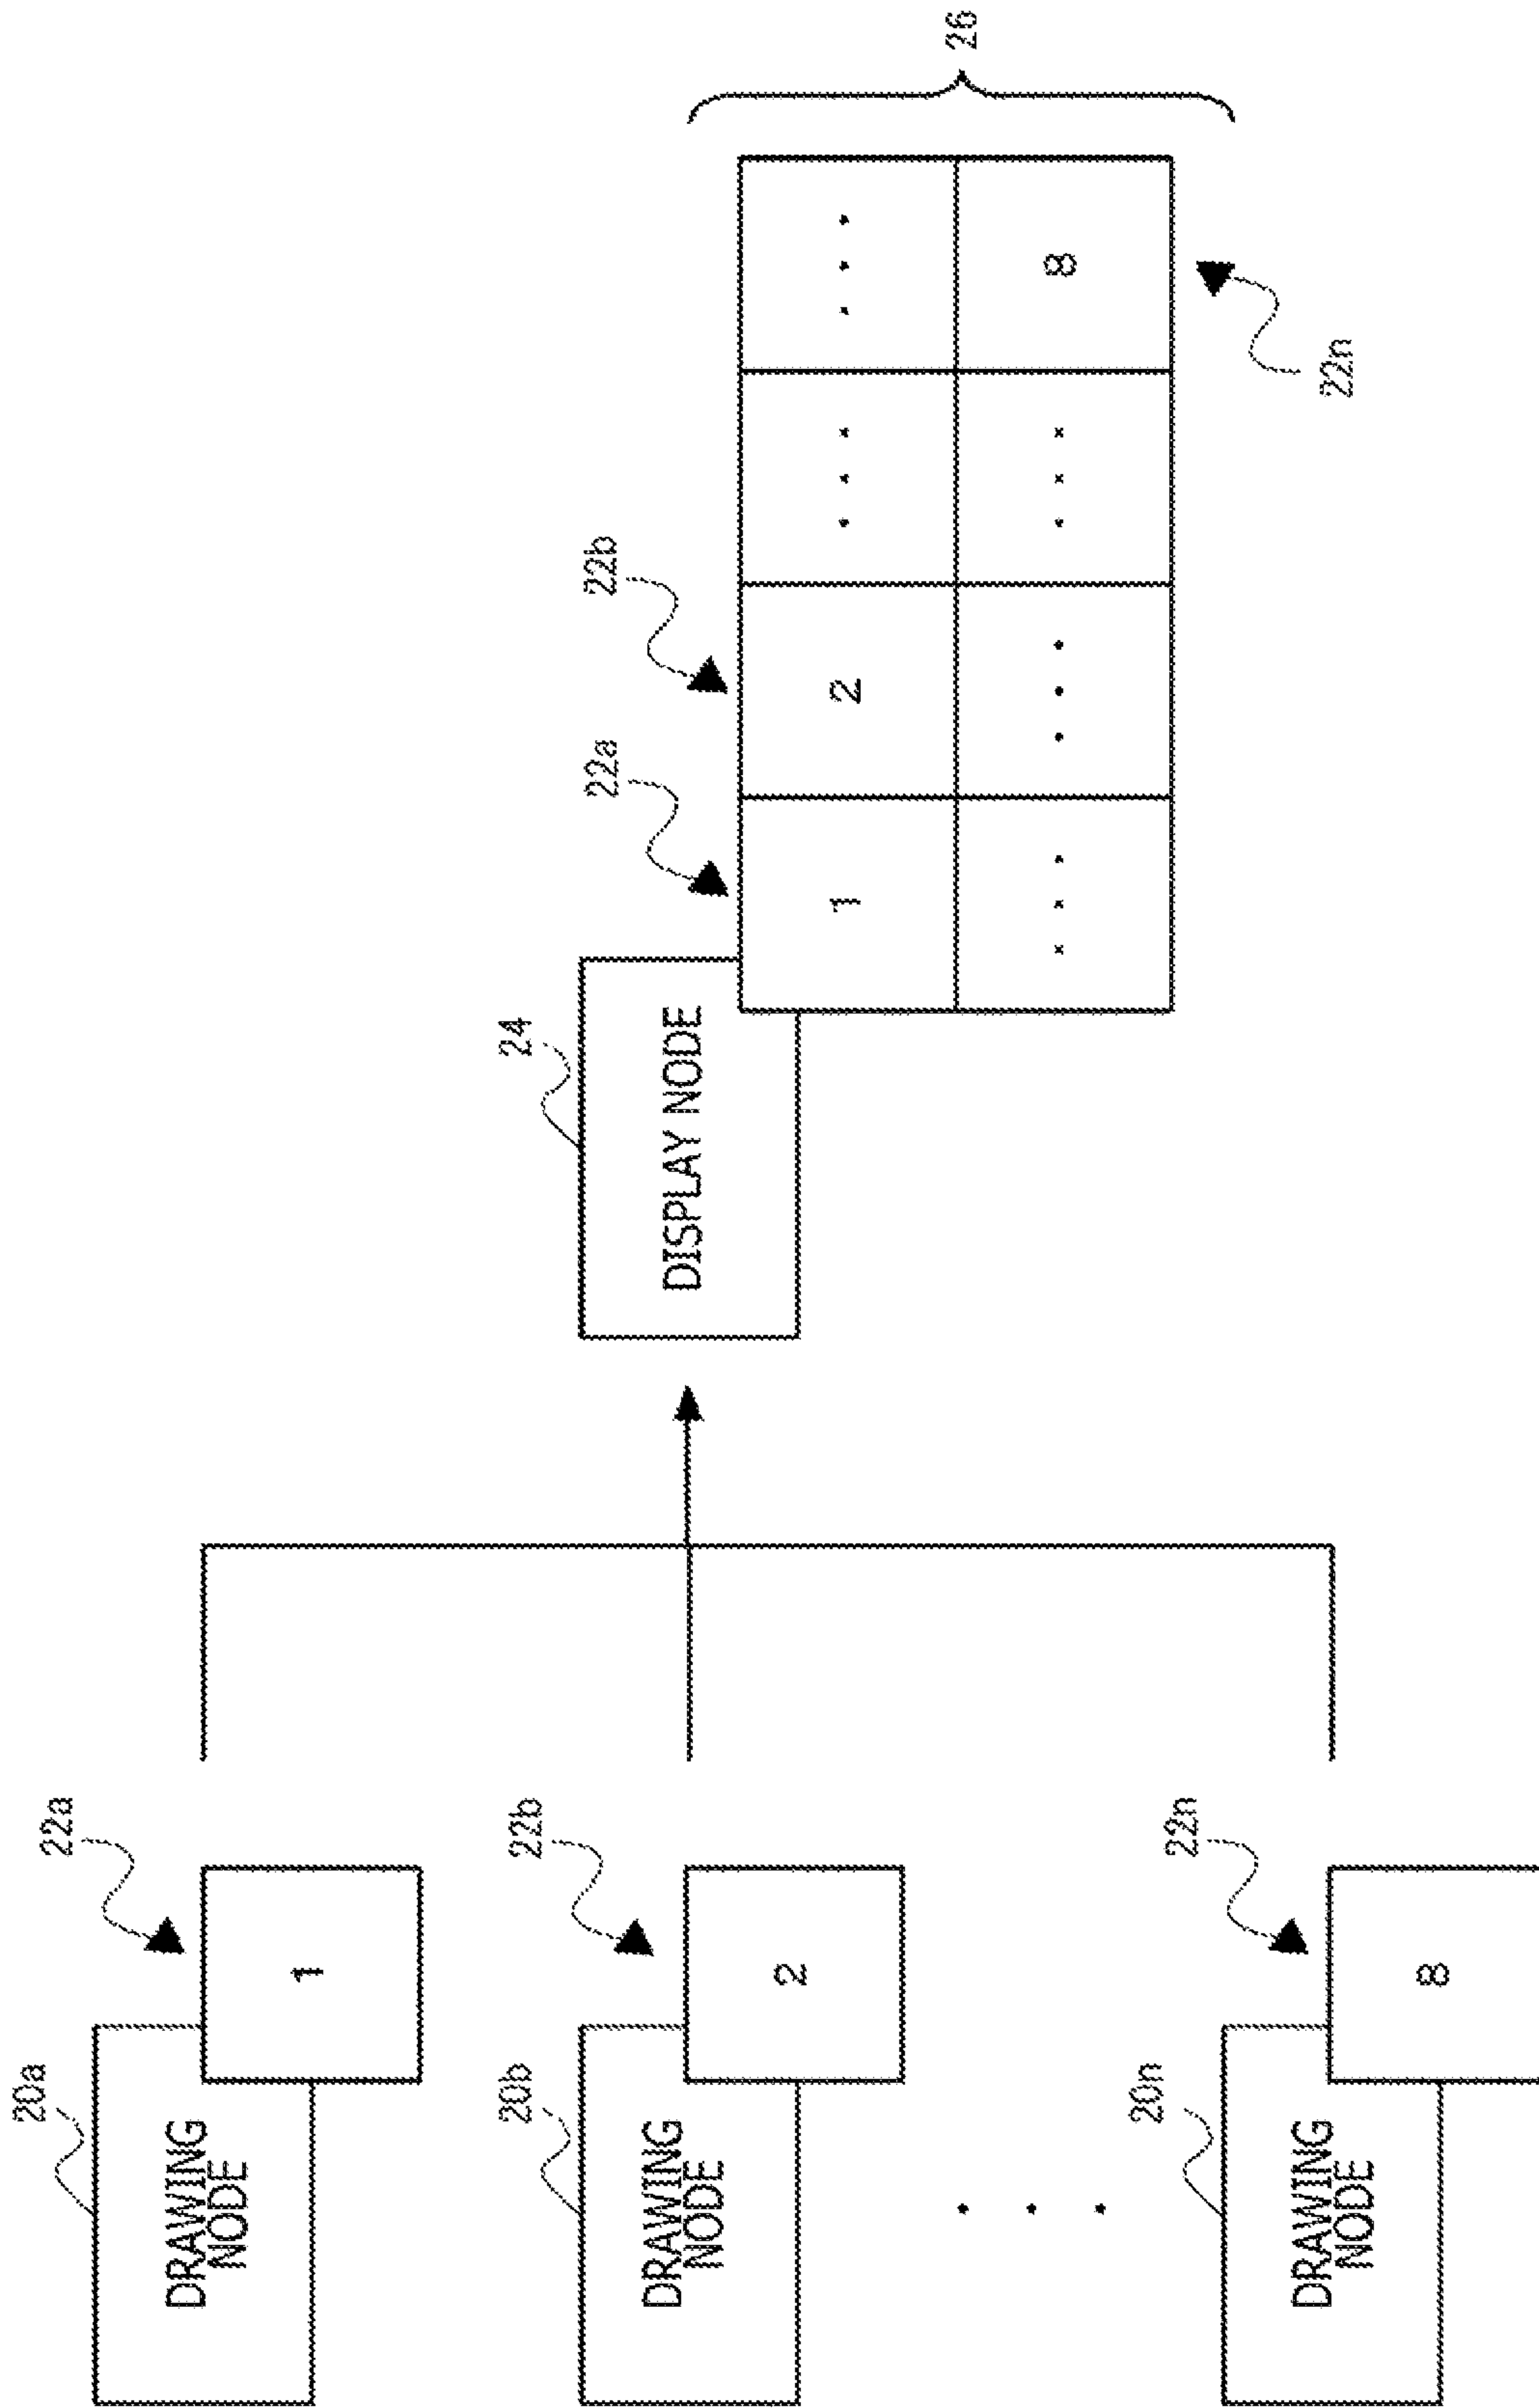 20a
22a
DRAWING
NODE
1
20b
22b
DRAWING
NODE
2
. . .
20n
22n
DRAWING
NODE
8
24
DISPLAY NODE
22a
22b
1
2
. . .
. . .
. . .
. . .
. . .
8
22n
26